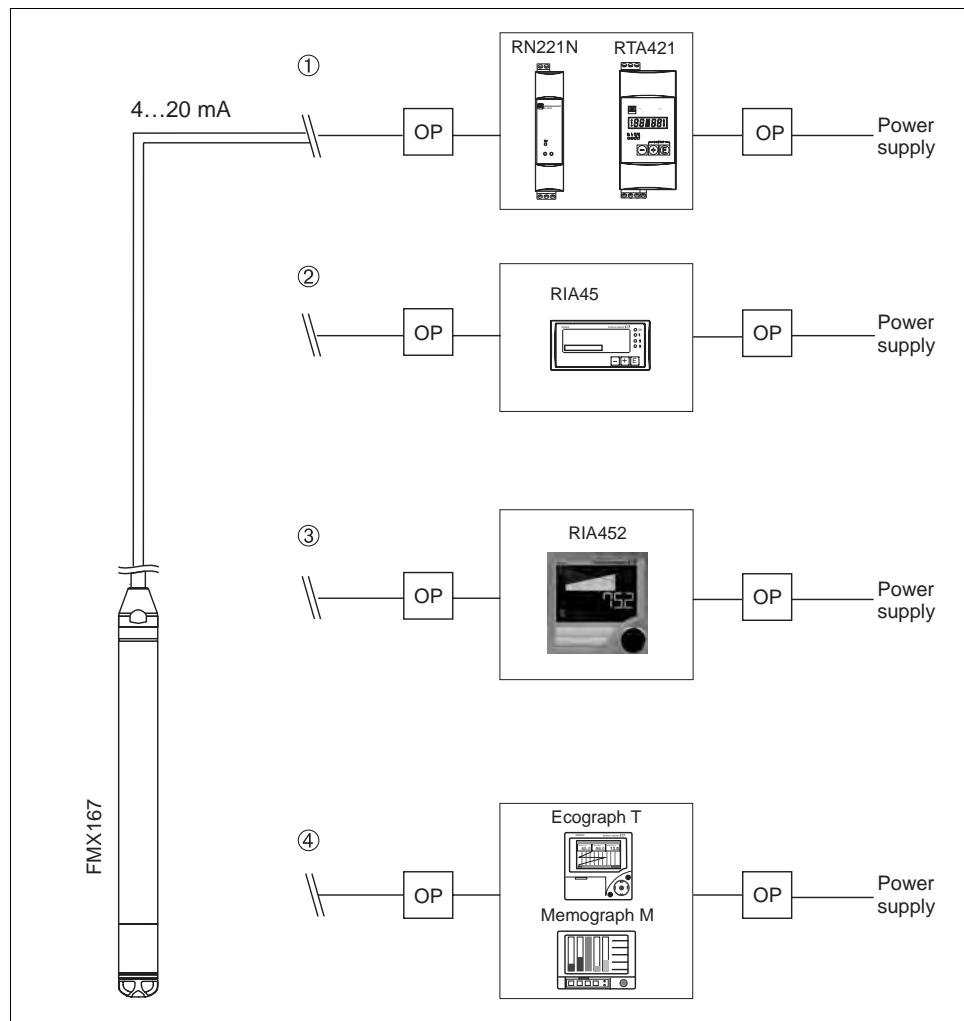 ①
RN221N RTA421
4…20 mA
OP
OP
Power
supply
- + E
②
RIA45
OP
OP
Power
supply
- + E
③
RIA452
752
OP
OP
Power
supply
FMX167
④
Ecograph T
OP
OP
Power
supply
Memograph M